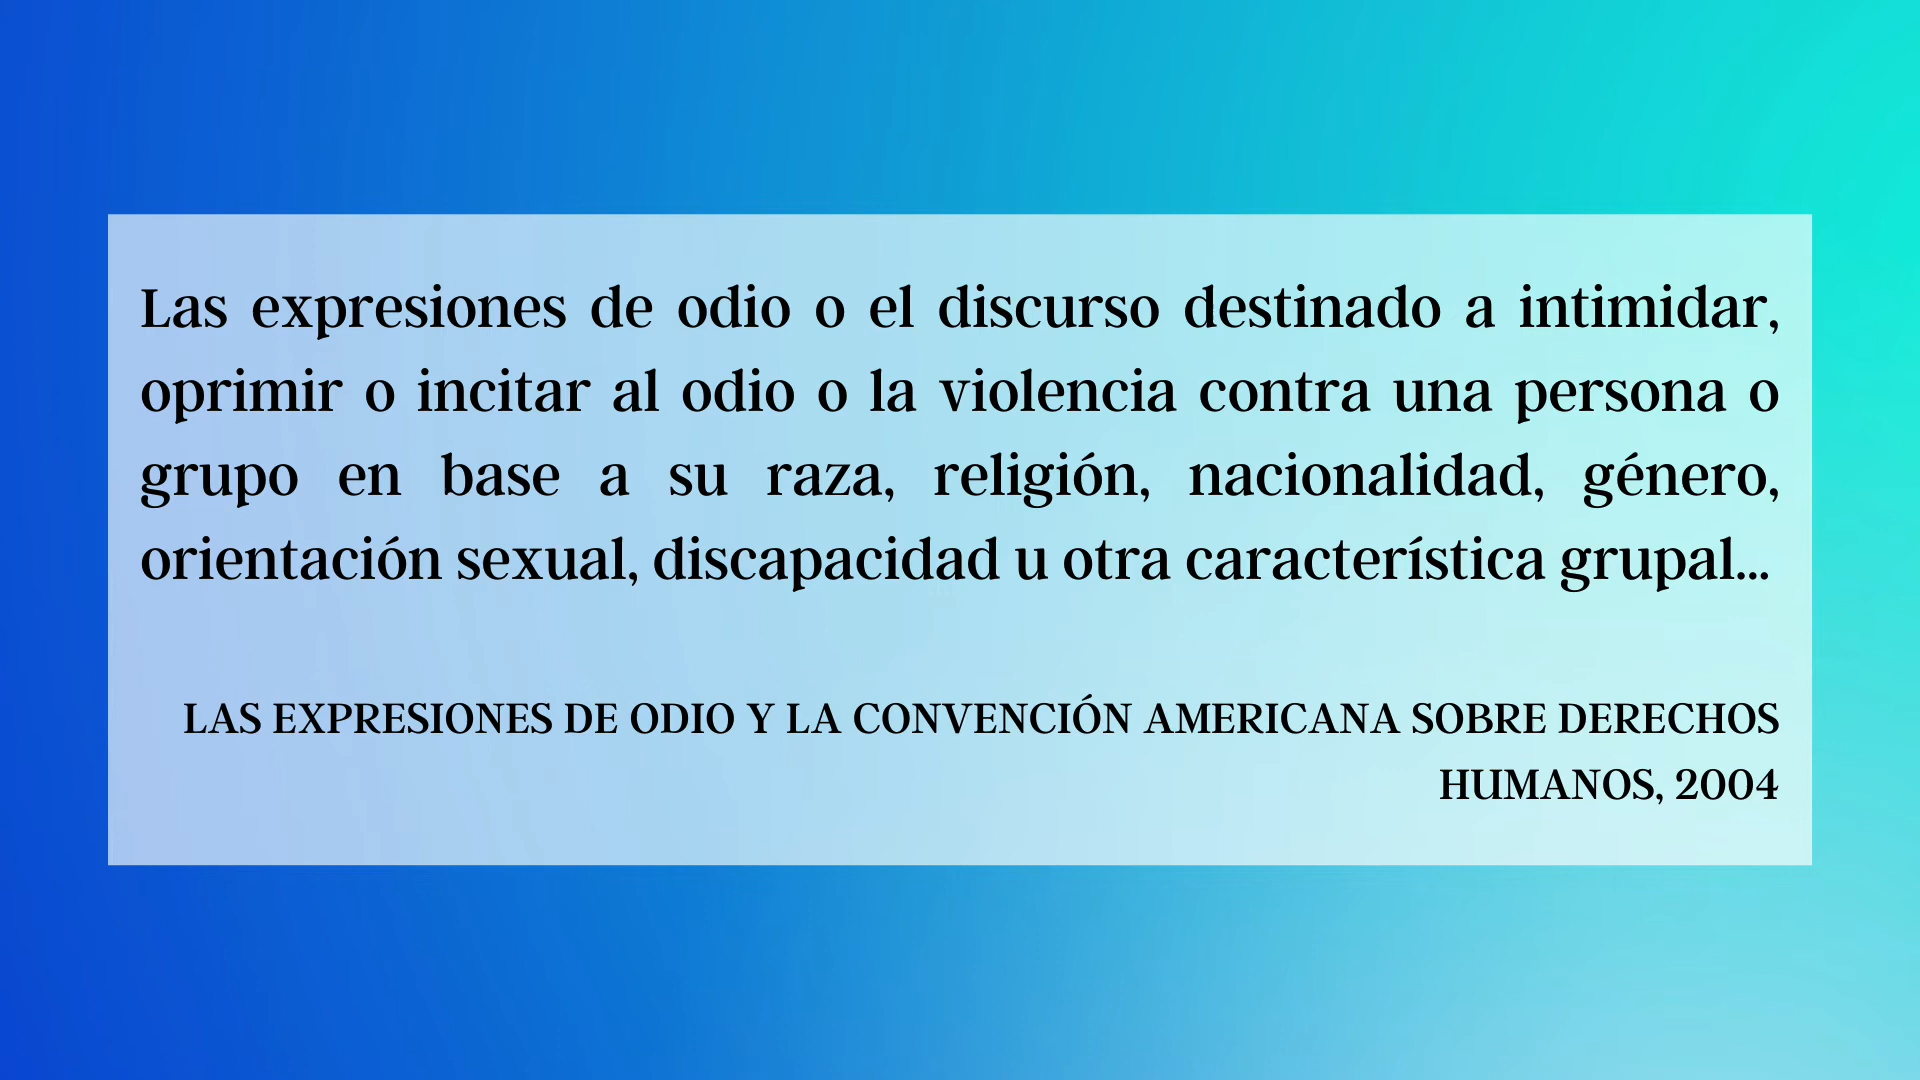 Las expresiones de odio o el discurso destinado a intimidar,
oprimir o incitar al odio o la violencia contra una persona o
grupo en base a su raza, religión, nacionalidad, género,
orientación sexual, discapacidad u otra característica grupal...
LAS EXPRESIONES DE ODIO Y LA CONVENCIÓN AMERICANA SOBRE DERECHOS
HUMANOS, 2004